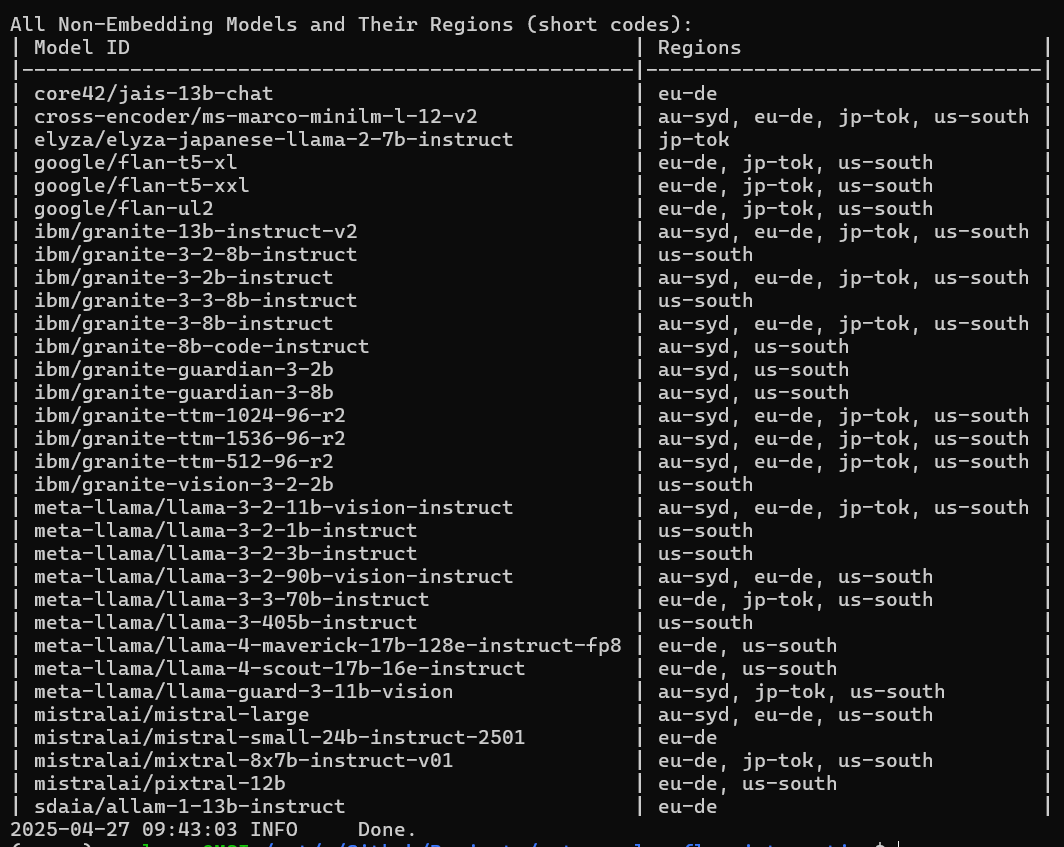 All Non-Embedding Models and Their Regions (short codes):
| Model ID | Regions |
|---------------------------------------------------|---------------------------------|
| core42/jais-13b-chat | eu-de |
| cross-encoder/ms-marco-minilm-l-12-v2 | au-syd, eu-de, jp-tok, us-south |
| elyza/elyza-japanese-llama-2-7b-instruct | jp-tok |
| google/flan-t5-xl | eu-de, jp-tok, us-south |
| google/flan-t5-xxl | eu-de, jp-tok, us-south |
| google/flan-ul2 | eu-de, jp-tok, us-south |
| ibm/granite-13b-instruct-v2 | au-syd, eu-de, jp-tok, us-south |
| ibm/granite-3-2-8b-instruct | us-south |
| ibm/granite-3-2b-instruct | au-syd, eu-de, jp-tok, us-south |
| ibm/granite-3-3-8b-instruct | us-south |
| ibm/granite-3-8b-instruct | au-syd, eu-de, jp-tok, us-south |
| ibm/granite-8b-code-instruct | au-syd, us-south |
| ibm/granite-guardian-3-2b | au-syd, us-south |
| ibm/granite-guardian-3-8b | au-syd, us-south |
| ibm/granite-ttm-1024-96-r2 | au-syd, eu-de, jp-tok, us-south |
| ibm/granite-ttm-1536-96-r2 | au-syd, eu-de, jp-tok, us-south |
| ibm/granite-ttm-512-96-r2 | au-syd, eu-de, jp-tok, us-south |
| ibm/granite-vision-3-2-2b | us-south |
| meta-llama/llama-3-2-11b-vision-instruct | au-syd, eu-de, jp-tok, us-south |
| meta-llama/llama-3-2-1b-instruct | us-south |
| meta-llama/llama-3-2-3b-instruct | us-south |
| meta-llama/llama-3-2-90b-vision-instruct | au-syd, eu-de, us-south |
| meta-llama/llama-3-3-70b-instruct | eu-de, jp-tok, us-south |
| meta-llama/llama-3-405b-instruct | us-south |
| meta-llama/llama-4-maverick-17b-128e-instruct-fp8 | eu-de, us-south |
| meta-llama/llama-4-scout-17b-16e-instruct | eu-de, us-south |
| meta-llama/llama-guard-3-11b-vision | au-syd, jp-tok, us-south |
| mistralai/mistral-large | au-syd, eu-de, us-south |
| mistralai/mistral-small-24b-instruct-2501 | eu-de |
| mistralai/mixtral-8x7b-instruct-v01 | eu-de, jp-tok, us-south |
| mistralai/pixtral-12b | eu-de, us-south |
| sdaia/allam-1-13b-instruct | eu-de |
2025-04-27 09:43:03 INFO Done.